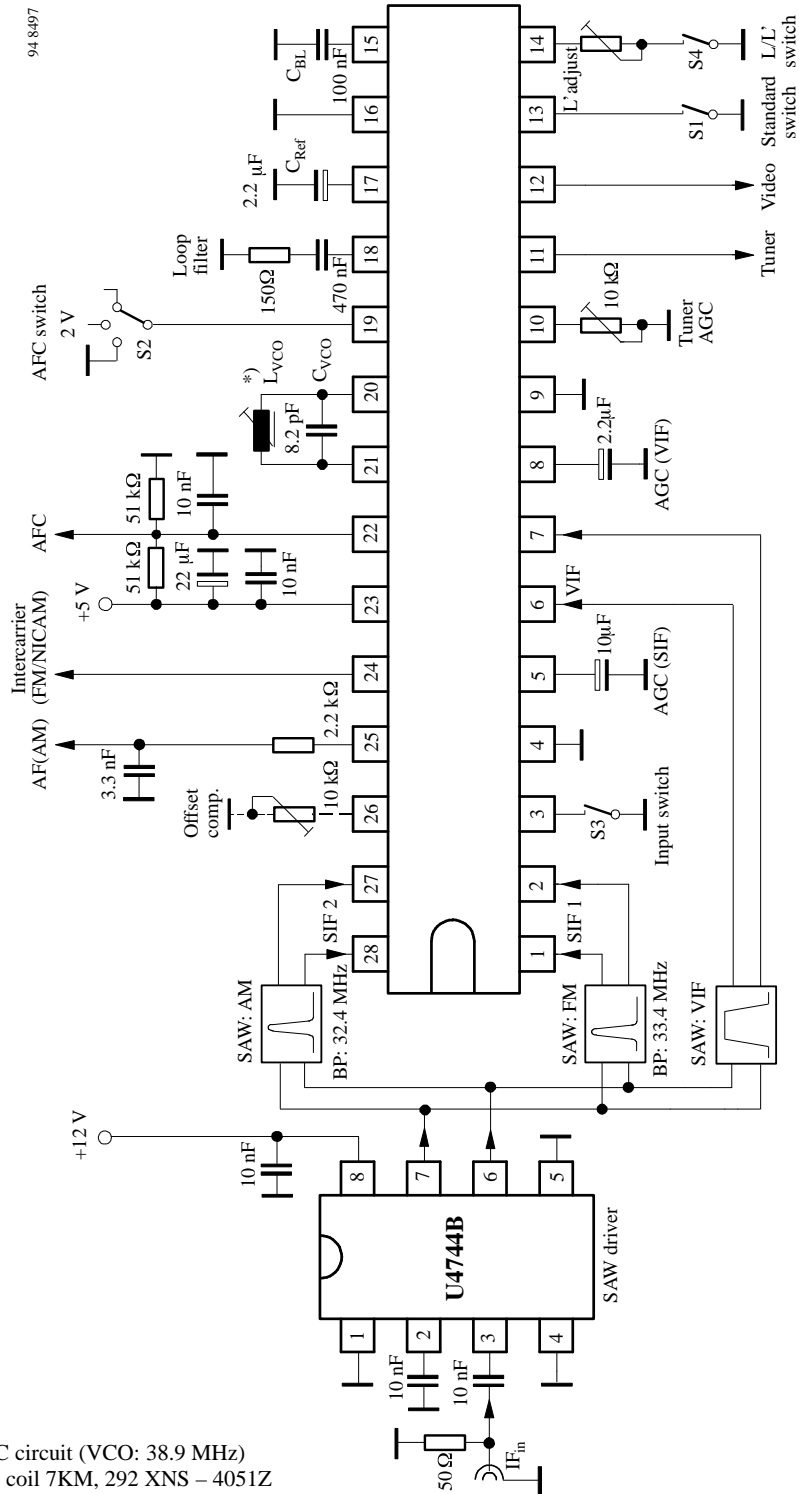 94 8497
C_BL
100 nF
15
16
C_Ref
2.2 µF
17
Loop
filter
150Ω
470 nF
18
AFC switch
2 V
S2
19
*)
L_VCO
C_VCO
8.2 pF
20
21
AFC
51 kΩ
10 nF
22
+5 V
51 kΩ
22 µF
10 nF
23
Intercarrier
(FM/NICAM)
24
AF(AM)
3.3 nF
2.2 kΩ
25
Offset
comp.
10 kΩ
26
SIF 2
27
28
SAW: AM
BP: 32.4 MHz
14
L'adjust
S4
L/L'
switch
13
S1
Standard
switch
12
Video
11
Tuner
10
10 kΩ
Tuner
AGC
9
8
2.2µF
AGC (VIF)
7
6
VIF
5
10µF
AGC (SIF)
4
3
S3
Input switch
2
1
SIF 1
SAW: FM
BP: 33.4 MHz
SAW: VIF
+12 V
10 nF
8
7
6
5
U4744B
SAW driver
1
2
3
4
10 nF
10 nF
50 Ω
IF_in
C circuit (VCO: 38.9 MHz)
coil 7KM, 292 XNS – 4051Z